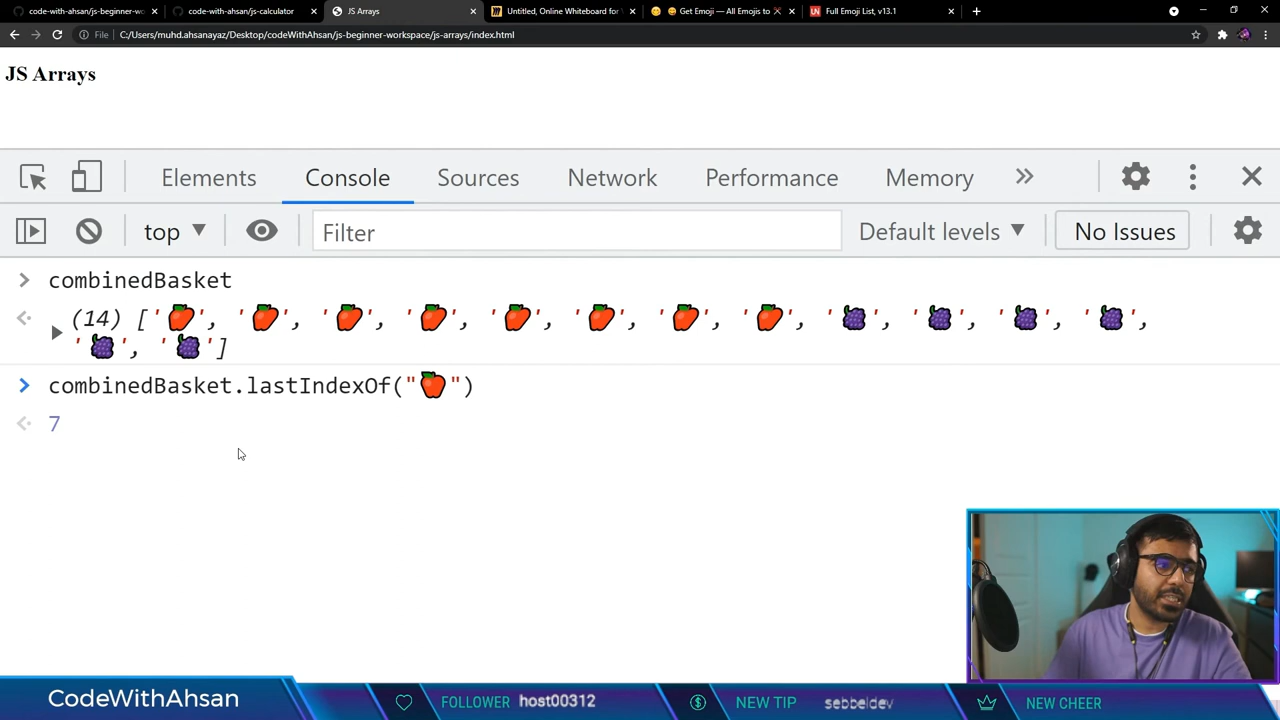 code-with-ahsan/js-beginner-wo
code-with-ahsan/js-calculator
JS Arrays
Untitled, Online Whiteboard for
😀 Get Emoji — All Emojis to ✂
Full Emoji List, v13.1
File
C:/Users/muhd.ahsanayaz/Desktop/codeWithAhsan/js-beginner-workspace/js-arrays/index.html
JS Arrays
Elements Console Sources Network Performance Memory
top Filter Default levels No Issues
combinedBasket
(14) ['🍎', '🍎', '🍎', '🍎', '🍎', '🍎', '🍎', '🍎', '🍇', '🍇', '🍇', '🍇',
'🍇', '🍇']
combinedBasket.lastIndexOf("🍎")
7
CodeWithAhsan
FOLLOWER host00312
NEW TIP sebbeldev
NEW CHEER